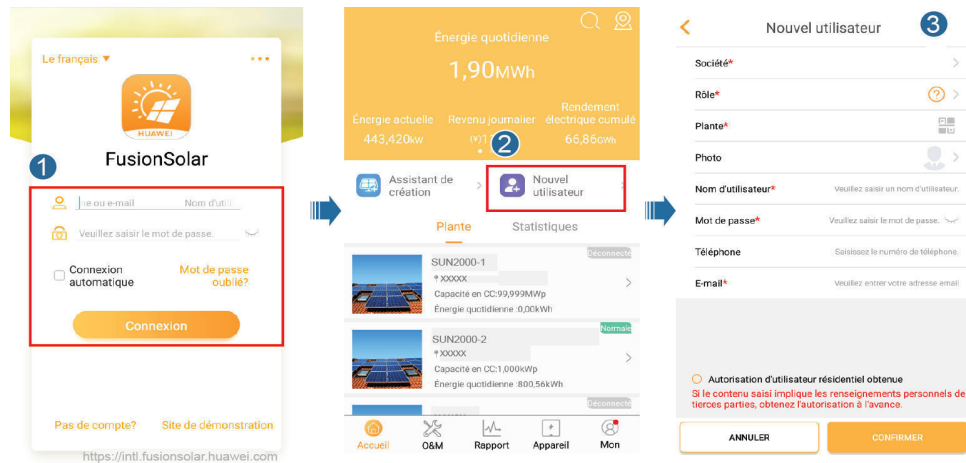 Le français ▼
HUAWEI
FusionSolar
1
Nom d'util
Veuillez saisir le mot de passe.
Connexion automatique
Mot de passe oublié?
Connexion
Pas de compte?
Site de démonstration
https://intl.fusionsolar.huawei.com
Énergie quotidienne
1,90MWh
Énergie actuelle
443,420kW
Revenu journalier
Rendement
électrique cumulé
66,86GWh
2
Assistant de
création
Nouvel
utilisateur
Plante
Statistiques
SUN2000-1
Déconnecté
XXXXX
Capacité en CC:99,999MWp
Énergie quotidienne :0,00kWh
SUN2000-2
Normale
XXXXX
Capacité en CC:1,000kWp
Énergie quotidienne :800,56kWh
Déconnecté
Accueil
O&M
Rapport
Appareil
Mon
Nouvel utilisateur
3
Société*
Rôle*
Plante*
Photo
Nom d'utilisateur*
Veuillez saisir un nom d'utilisateur.
Mot de passe*
Veuillez saisir le mot de passe.
Téléphone
Saisissez le numéro de téléphone.
E-mail*
Veuillez entrer votre adresse email.
Autorisation d'utilisateur résidentiel obtenue
Si le contenu saisi implique les renseignements personnels de
tierces parties, obtenez l'autorisation à l'avance.
ANNULER
CONFIRMER